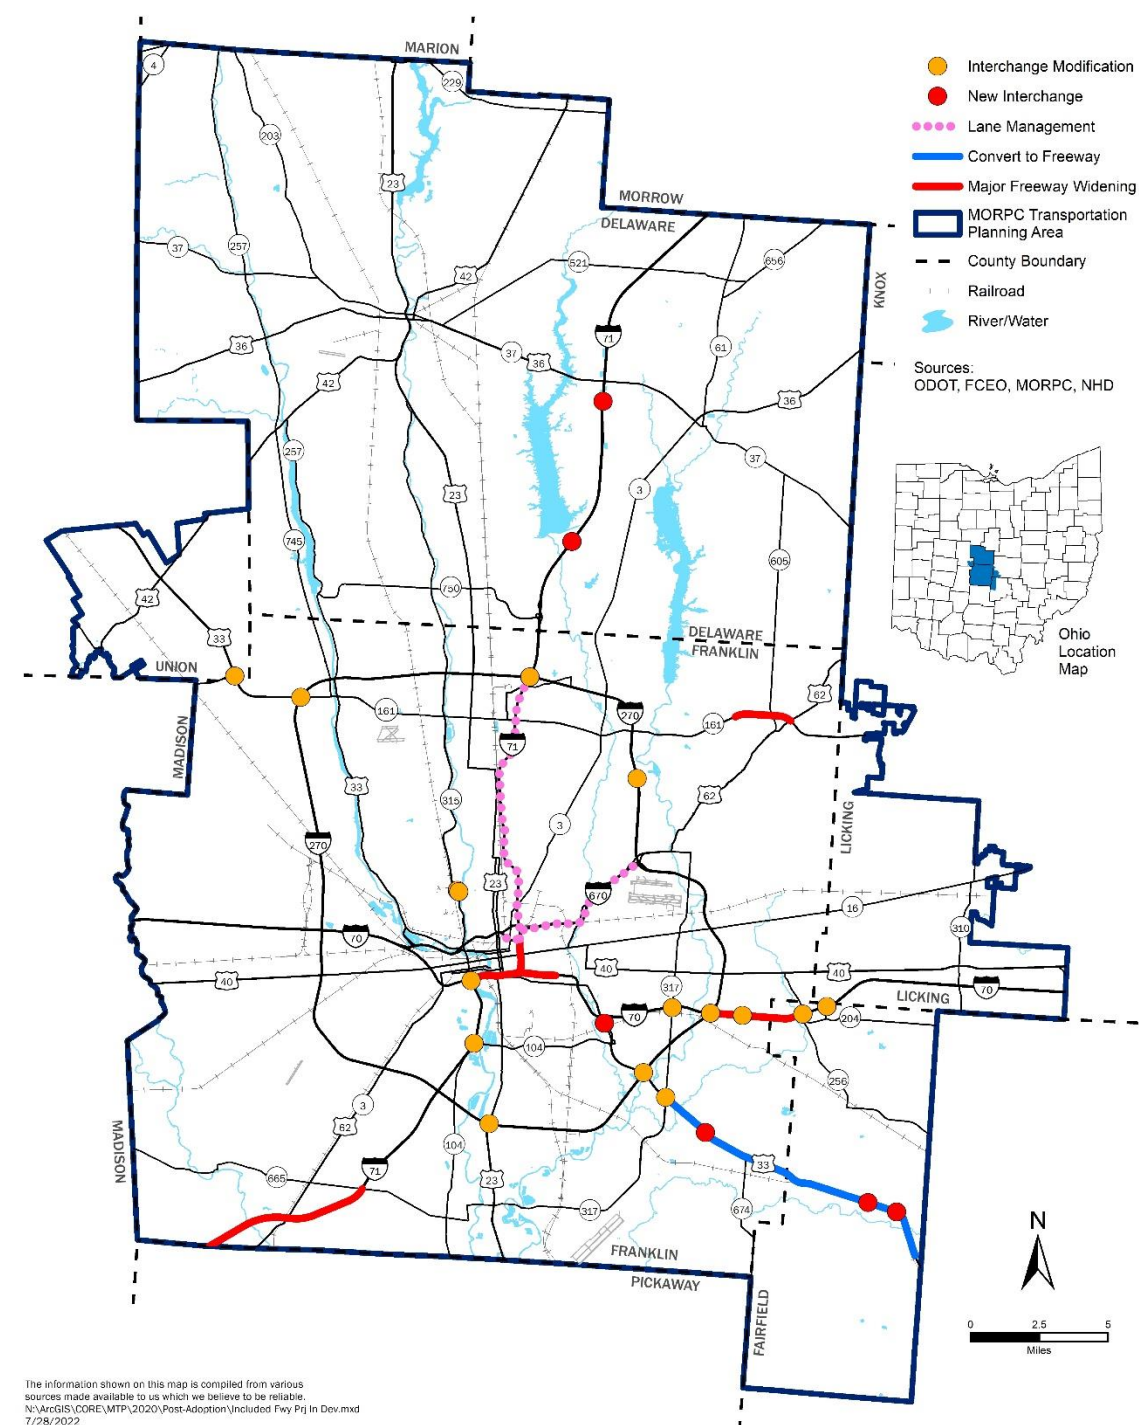 MARION
4
229
Interchange Modification
New Interchange
Lane Management
Convert to Freeway
Major Freeway Widening
MORPC Transportation
Planning Area
County Boundary
Railroad
River/Water
Sources:
ODOT, FCEO, MORPC, NHD
203
23
MORROW
DELAWARE
KNOX
37
257
42
521
656
36
71
61
37
36
42
36
257
37
3
23
745
605
42
750
33
DELAWARE
FRANKLIN
UNION
62
Ohio
Location
Map
161
270
161
MADISON
71
33
315
62
3
LICKING
270
23
670
16
310
70
40
40
40
70
317
LICKING
70
204
104
256
3
62
MADISON
104
33
71
665
23
317
674
FRANKLIN
PICKAWAY
FAIRFIELD
N
0 2.5 5
Miles
The information shown on this map is compiled from various
sources made available to us which we believe to be reliable.
N:\ArcGIS\CORE\MTP\2020\Post-Adoption\Included Fwy Prj In Dev.mxd
7/28/2022